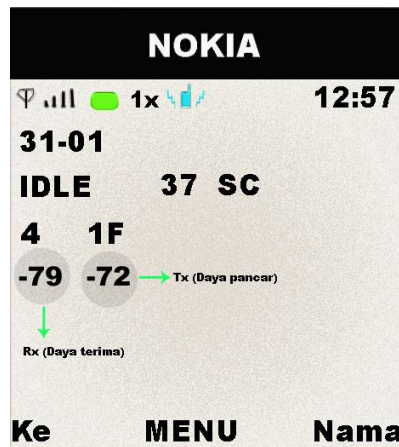 NOKIA
1x 12:57
31-01
IDLE 37 SC
4 1F
-79 -72 Tx (Daya pancar)
Rx (Daya terima)
Ke MENU Nama